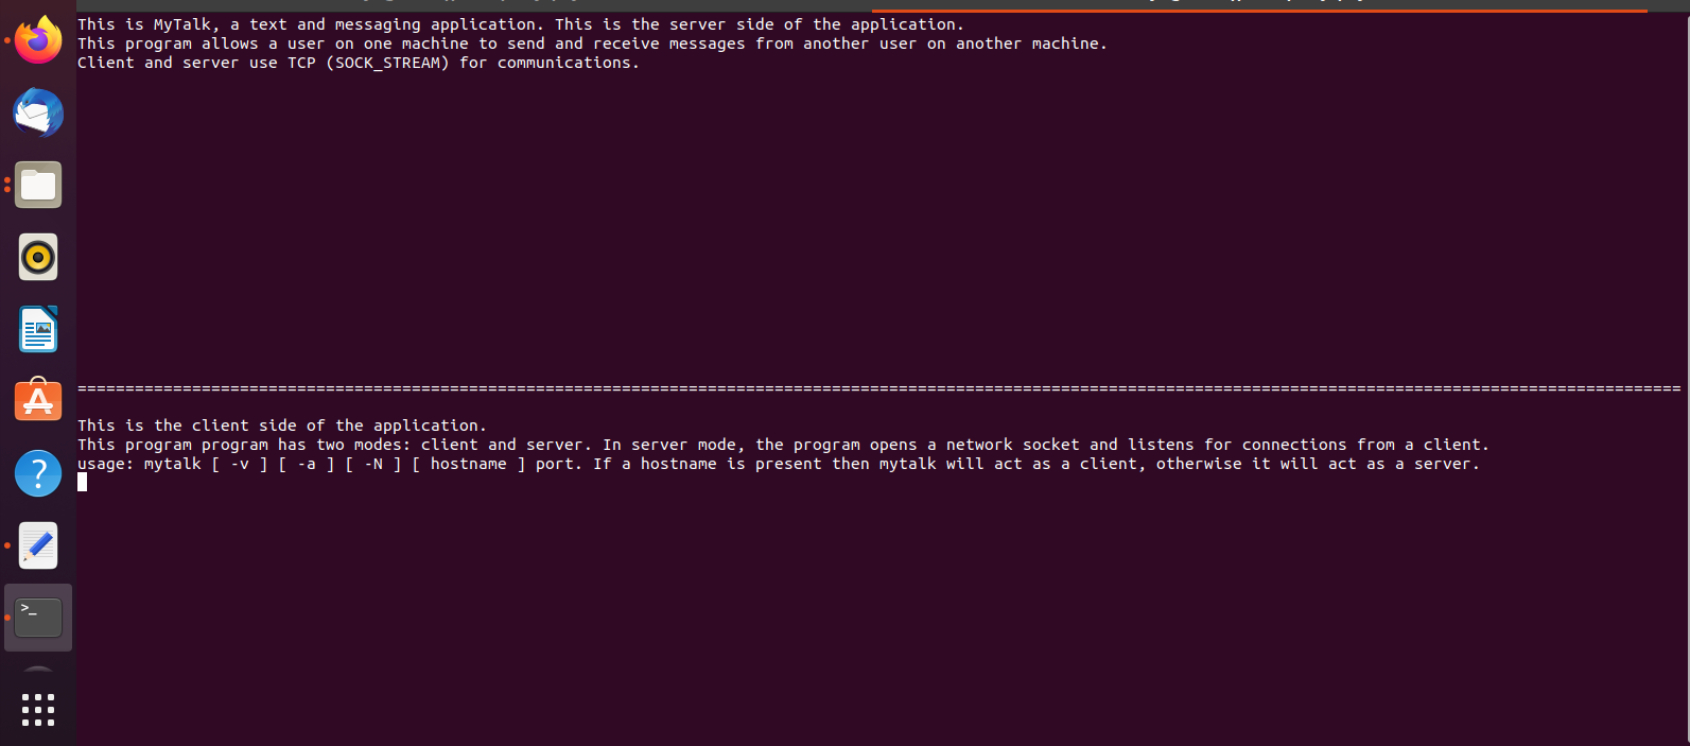 This is MyTalk, a text and messaging application. This is the server side of the application.
This program allows a user on one machine to send and receive messages from another user on another machine.
Client and server use TCP (SOCK_STREAM) for communications.
========================================================================================================================================================================
This is the client side of the application.
This program program has two modes: client and server. In server mode, the program opens a network socket and listens for connections from a client.
usage: mytalk [ -v ] [ -a ] [ -N ] [ hostname ] port. If a hostname is present then mytalk will act as a client, otherwise it will act as a server.